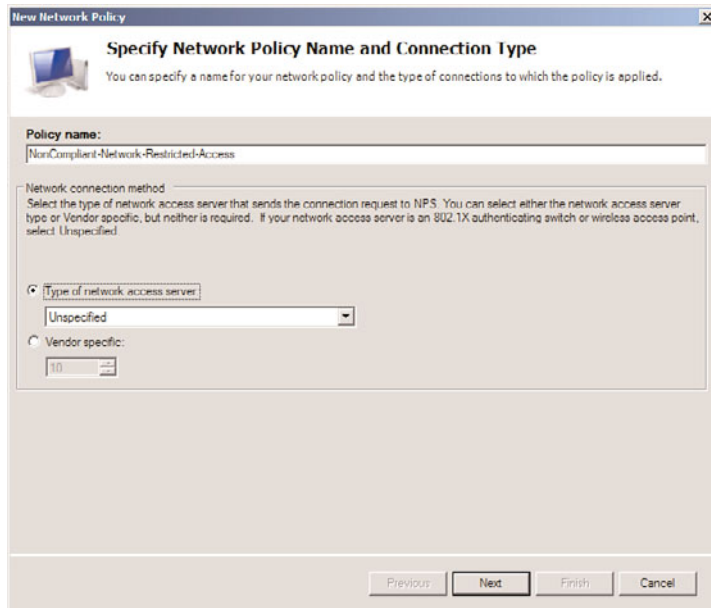 New Network Policy
Specify Network Policy Name and Connection Type
You can specify a name for your network policy and the type of connections to which the policy is applied.
Policy name:
NonCompliant-Network-Restricted-Access
Network connection method
Select the type of network access server that sends the connection request to NPS. You can select either the network access server
type or Vendor specific, but neither is required. If your network access server is an 802.1X authenticating switch or wireless access point,
select Unspecified.
Type of network access server:
Unspecified
Vendor specific:
10
Previous
Next
Finish
Cancel